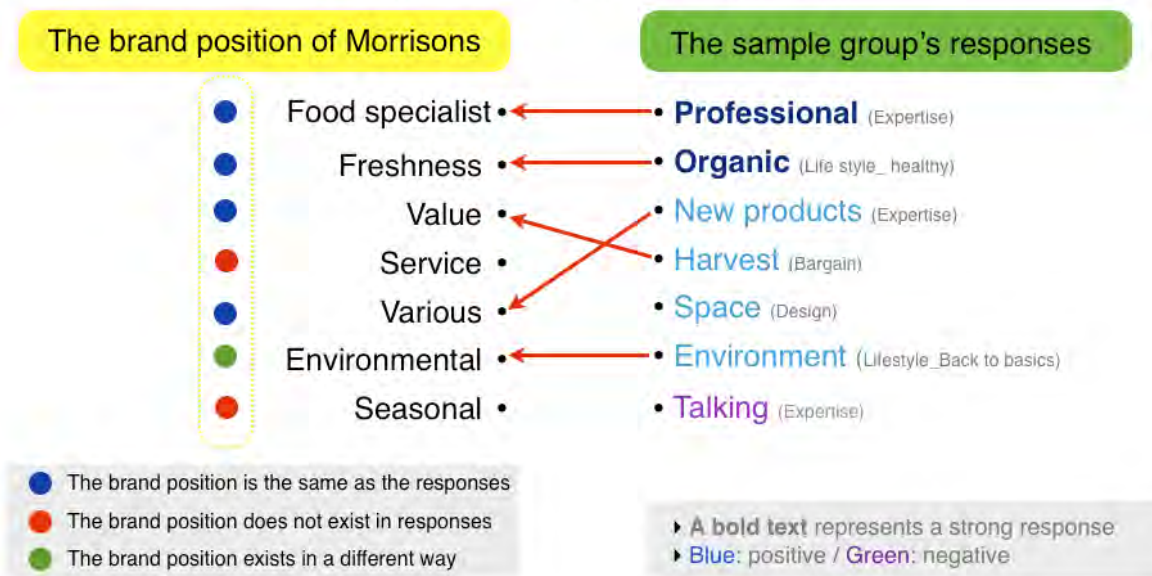 The brand position of Morrisons
The sample group's responses
Food specialist • • Professional (Expertise)
Freshness • • Organic (Life style_ healthy)
Value • • New products (Expertise)
Service • • Harvest (Bargain)
Various • • Space (Design)
Environmental • • Environment (Lifestyle_Back to basics)
Seasonal • • Talking (Expertise)
The brand position is the same as the responses
The brand position does not exist in responses
The brand position exists in a different way
A bold text represents a strong response
Blue: positive / Green: negative